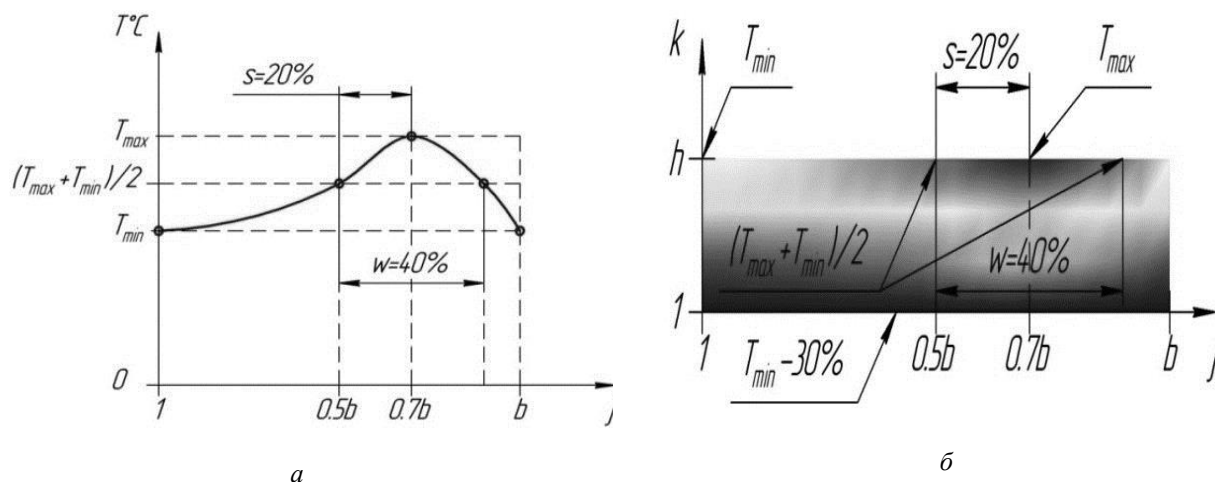 T°C
s=20%
Tmax
(Tmax+Tmin)/2
Tmin
w=40%
0
1
0.5b
0.7b
b
j
а
k
Tmin
s=20%
Tmax
h
(Tmax+Tmin)/2
w=40%
1
1
Tmin-30%
0.5b
0.7b
b
j
б